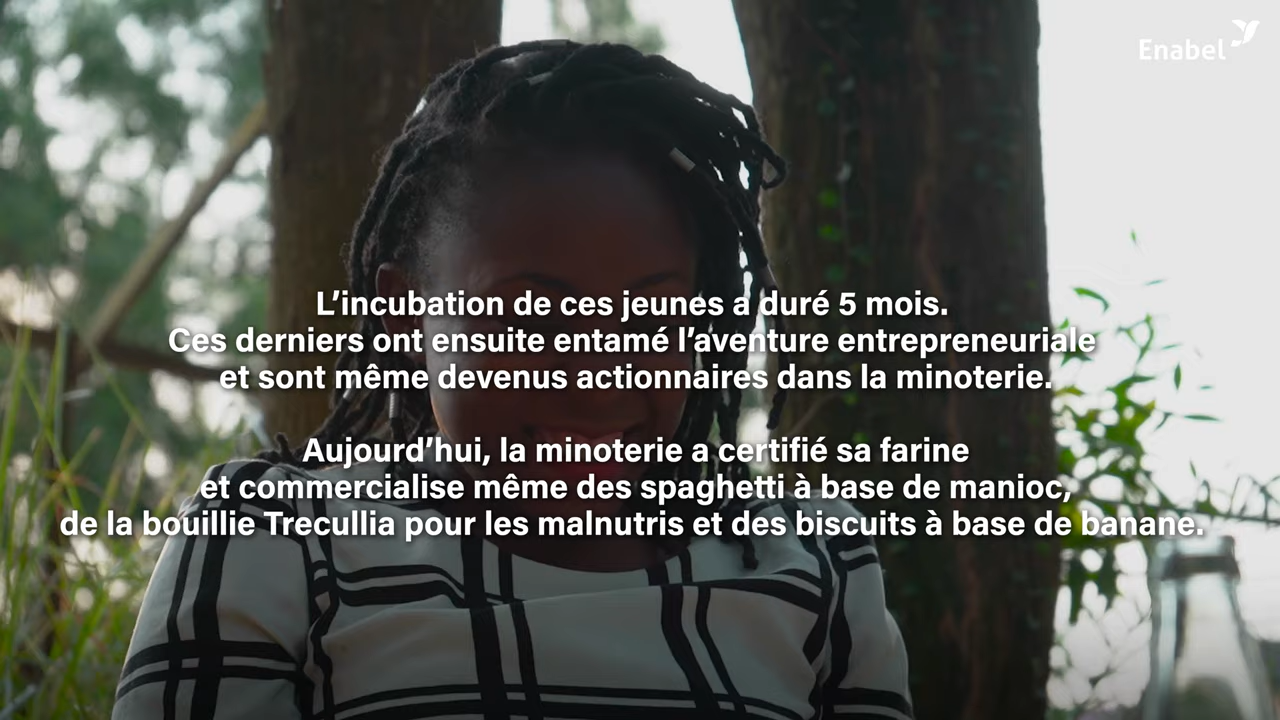 Enabel
L’incubation de ces jeunes a duré 5 mois.
Ces derniers ont ensuite entamé l’aventure entrepreneuriale
et sont même devenus actionnaires dans la minoterie.
Aujourd’hui, la minoterie a certifié sa farine
et commercialise même des spaghetti à base de manioc,
de la bouillie Trecullia pour les malnutris et des biscuits à base de banane.